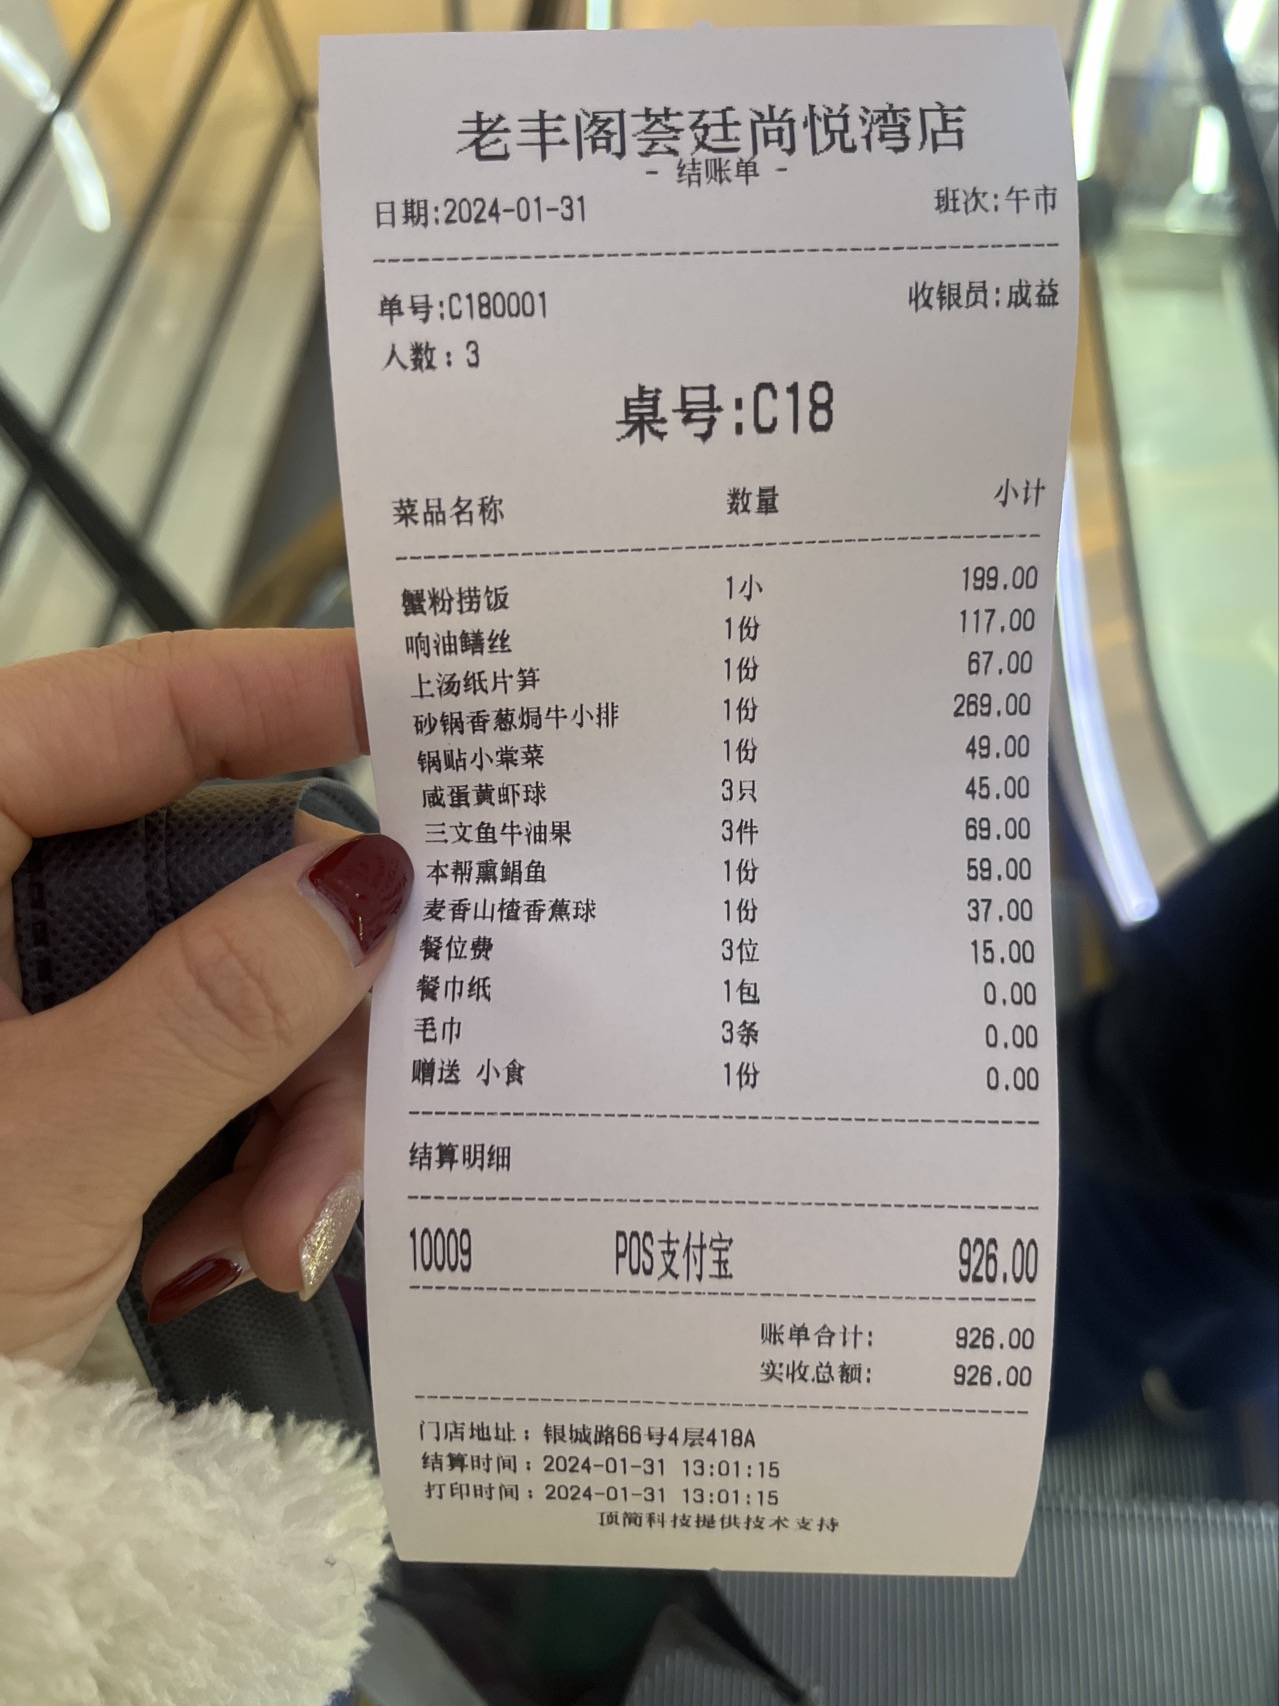 老丰阁荟廷尚悦湾店
- 结账单 -
日期:2024-01-31 班次:午市
单号:C180001 收银员:成益
人数:3
桌号:C18
菜品名称 数量 小计
蟹粉捞饭 1小 199.00
响油鳝丝 1份 117.00
上汤纸片笋 1份 67.00
砂锅香葱焗牛小排 1份 269.00
锅贴小棠菜 1份 49.00
咸蛋黄虾球 3只 45.00
三文鱼牛油果 3件 69.00
本帮熏鲳鱼 1份 59.00
麦香山楂香蕉球 1份 37.00
餐位费 3位 15.00
餐巾纸 1包 0.00
毛巾 3条 0.00
赠送 小食 1份 0.00
结算明细
10009 POS支付宝 926.00
账单合计: 926.00
实收总额: 926.00
门店地址:银城路66号4层418A
结算时间:2024-01-31 13:01:15
打印时间:2024-01-31 13:01:15
顶简科技提供技术支持